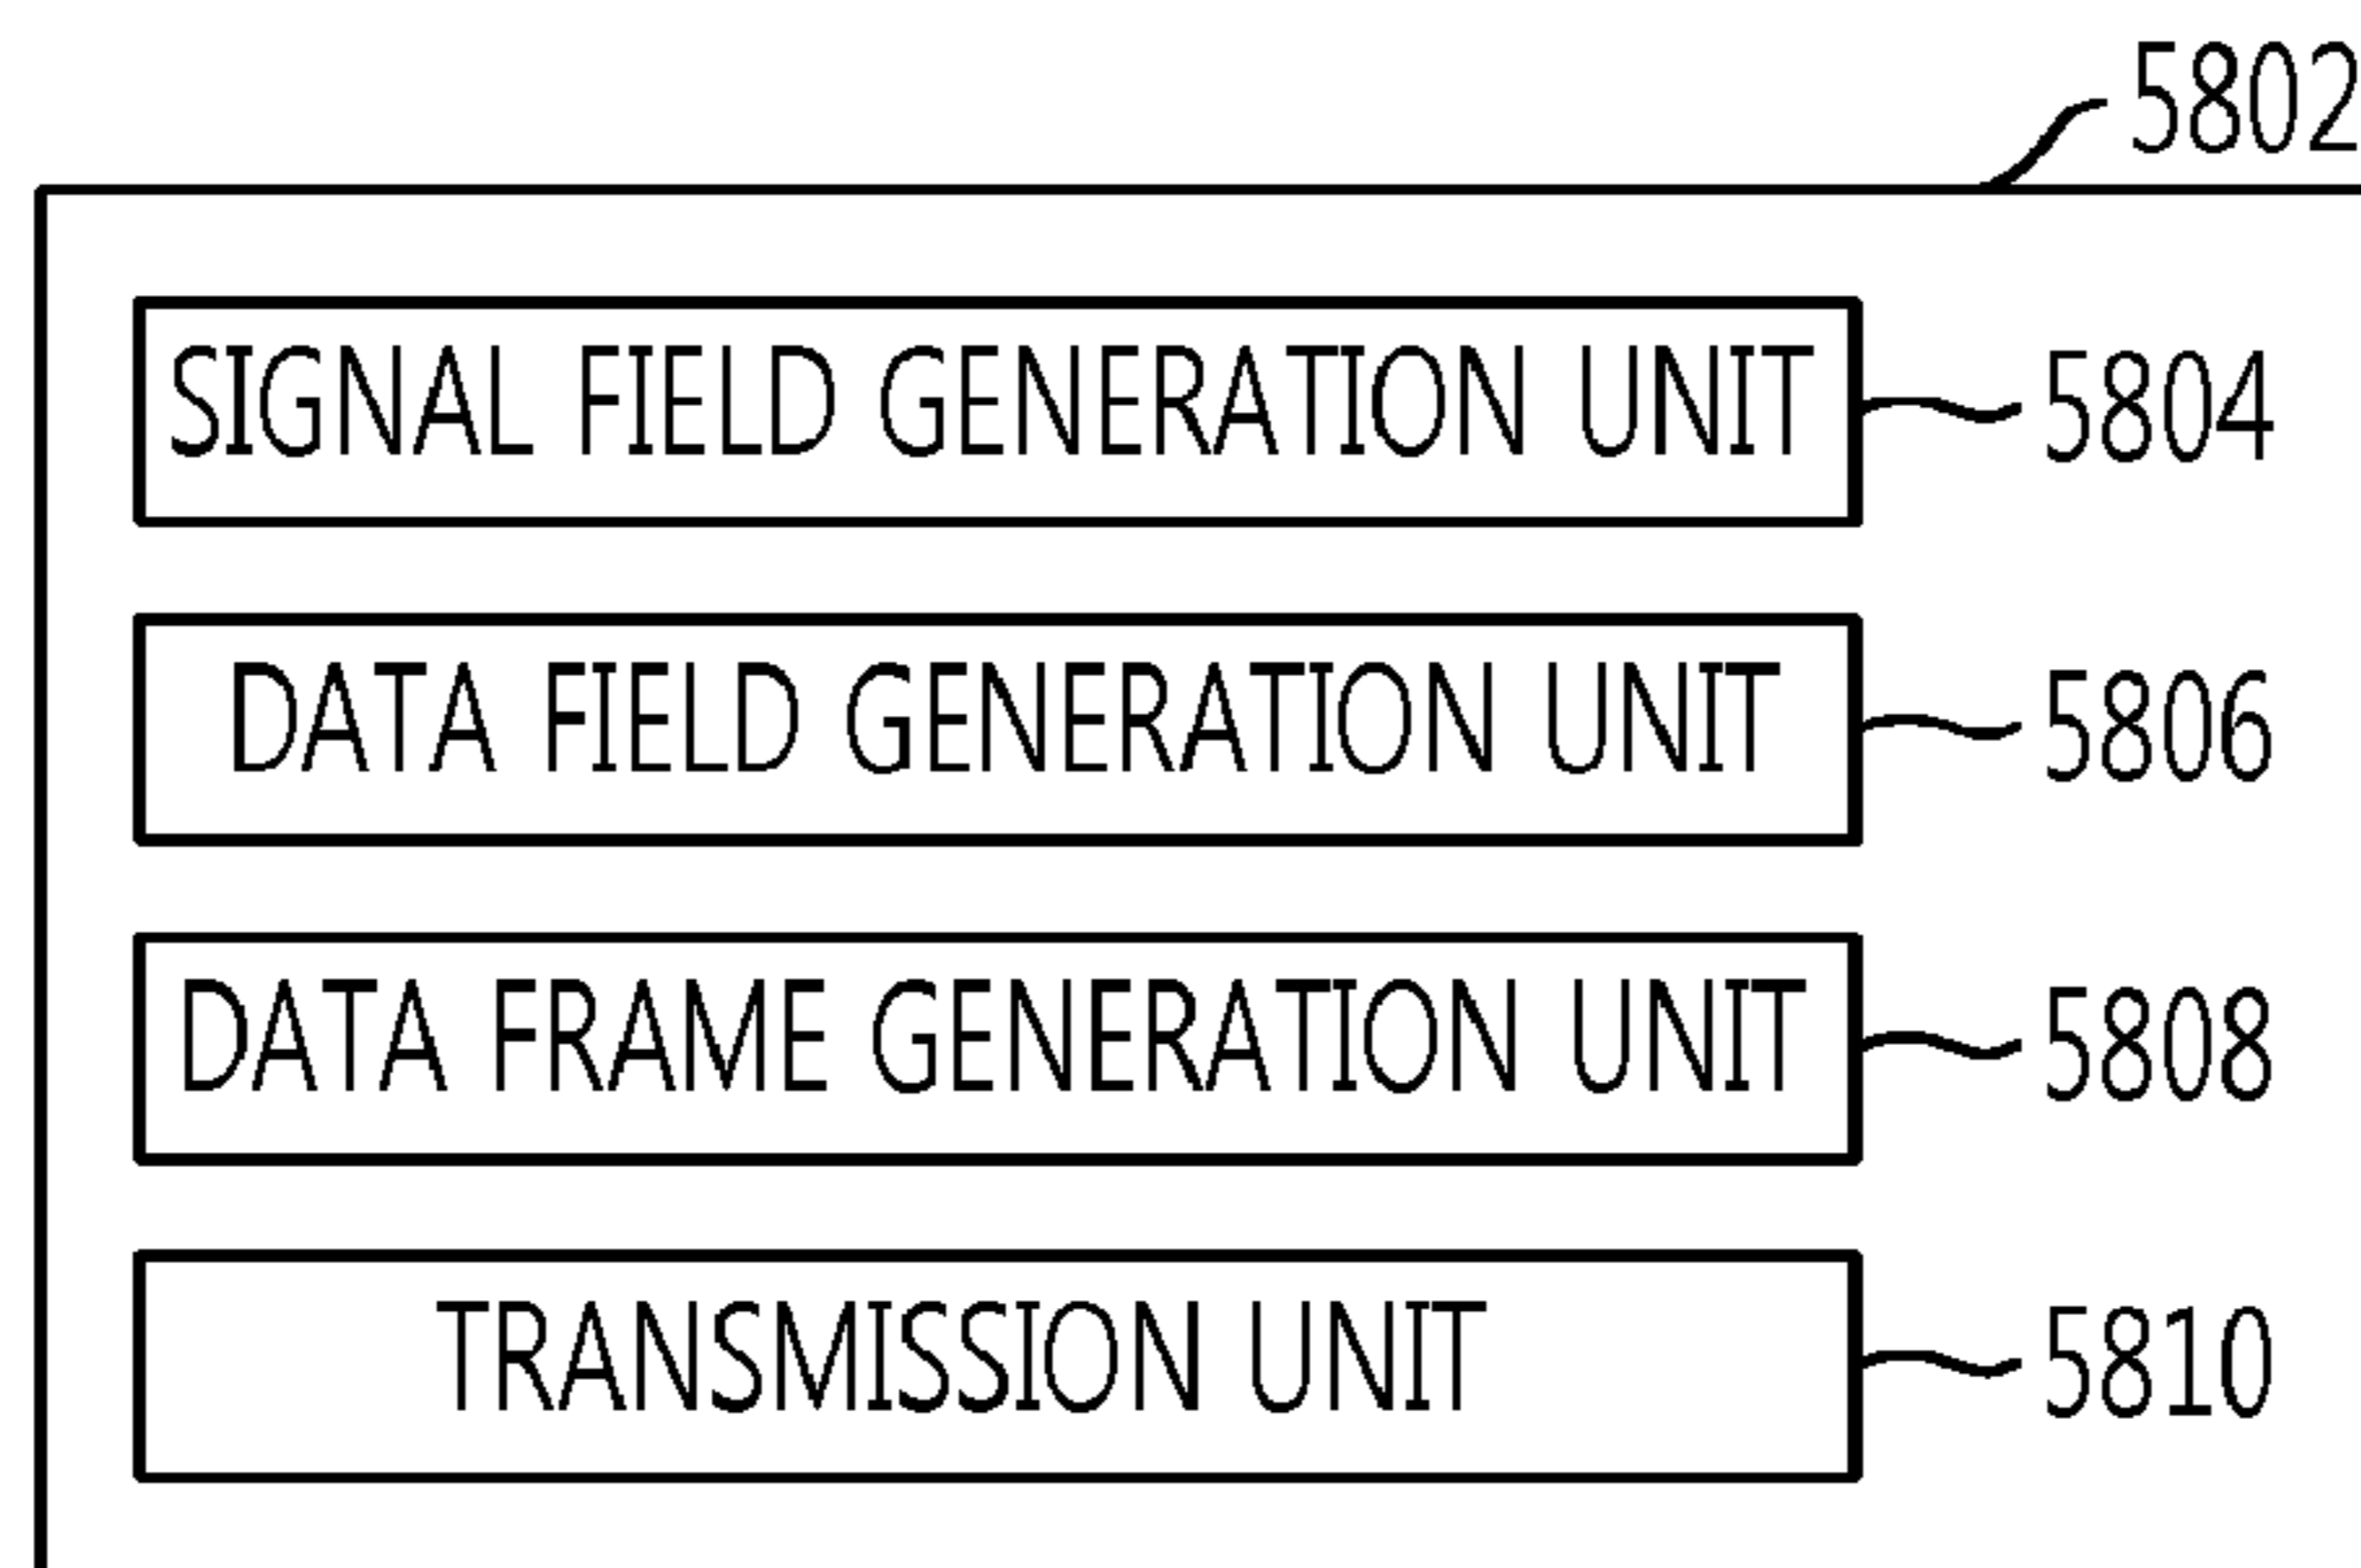 5802
SIGNAL FIELD GENERATION UNIT 5804
DATA FIELD GENERATION UNIT 5806
DATA FRAME GENERATION UNIT 5808
TRANSMISSION UNIT 5810